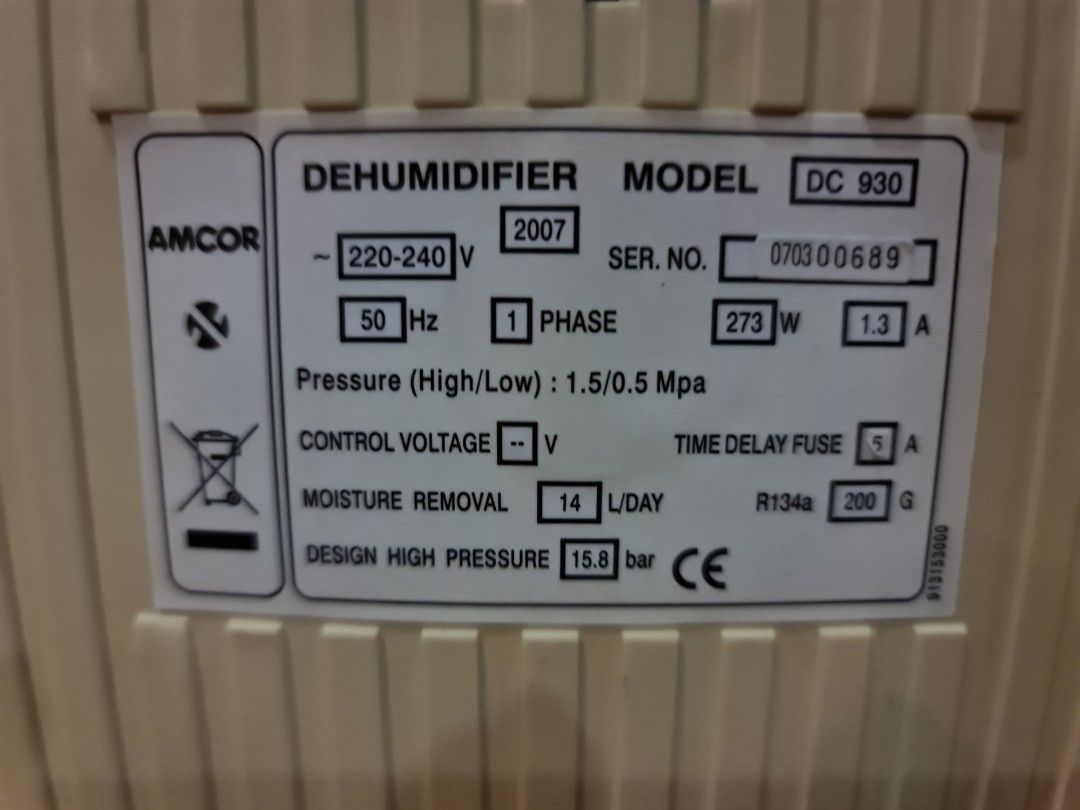 AMCOR
DEHUMIDIFIER MODEL DC 930
2007
~ 220-240 V SER. NO. 070300689
50 Hz 1 PHASE 273 W 1.3 A
Pressure (High/Low) : 1.5/0.5 Mpa
CONTROL VOLTAGE -- V TIME DELAY FUSE 5 A
MOISTURE REMOVAL 14 L/DAY R134a 200 G
DESIGN HIGH PRESSURE 15.8 bar CE
913153000